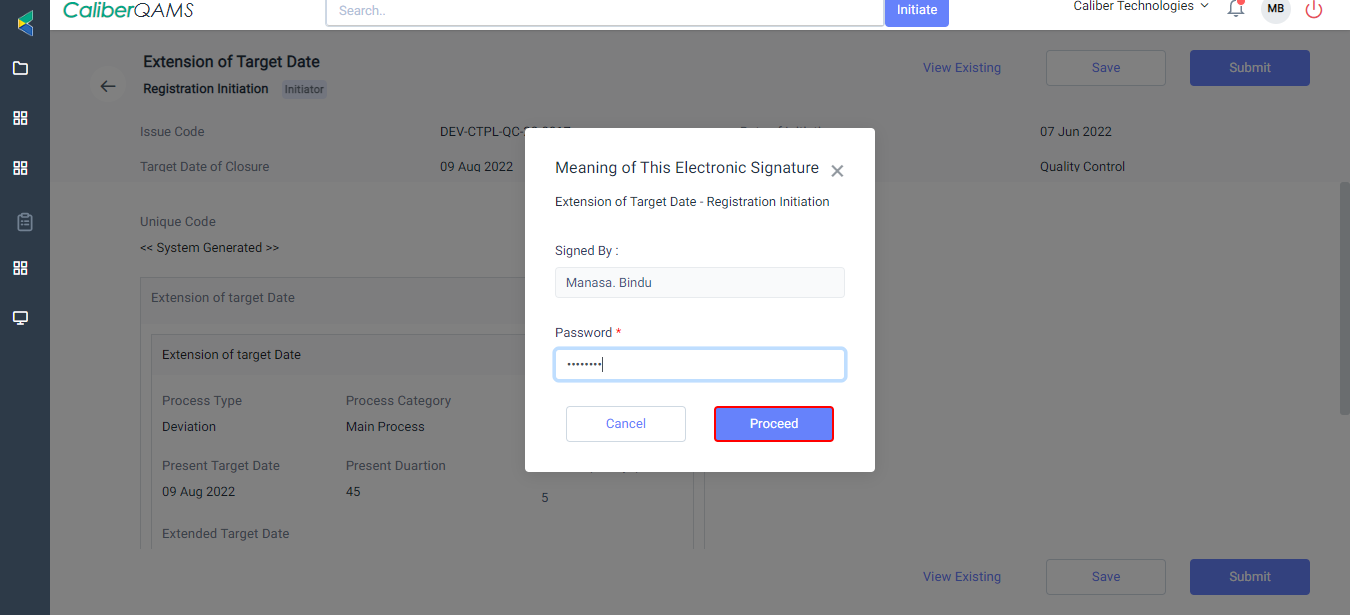 CaliberQAMS
Search..
Initiate
Caliber Technologies
MB
Extension of Target Date
Registration Initiation Initiator
View Existing
Save
Submit
Issue Code
DEV-CTPL-QC-
07 Jun 2022
Target Date of Closure
09 Aug 2022
Quality Control
Unique Code
<< System Generated >>
Extension of target Date
Extension of target Date
Process Type
Process Category
Deviation
Main Process
Present Target Date
Present Duartion
09 Aug 2022
45
5
Extended Target Date
Meaning of This Electronic Signature
Extension of Target Date - Registration Initiation
Signed By :
Manasa. Bindu
Password *
••••••••
Cancel
Proceed
View Existing
Save
Submit